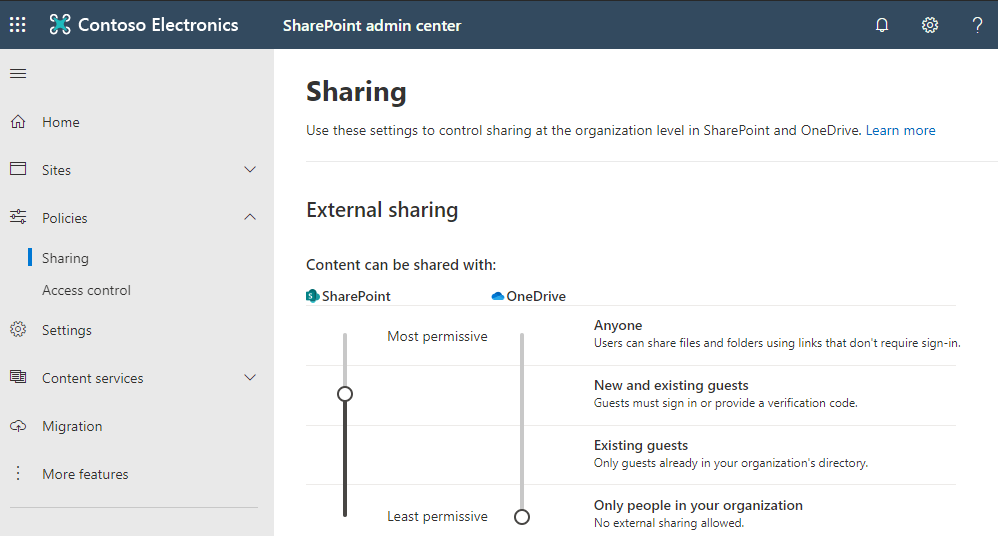 Contoso Electronics
SharePoint admin center
Home
Sites
Policies
Sharing
Access control
Settings
Content services
Migration
More features
Sharing
Use these settings to control sharing at the organization level in SharePoint and OneDrive. Learn more
External sharing
Content can be shared with:
SharePoint
OneDrive
Most permissive
Anyone
Users can share files and folders using links that don't require sign-in.
New and existing guests
Guests must sign in or provide a verification code.
Existing guests
Only guests already in your organization's directory.
Least permissive
Only people in your organization
No external sharing allowed.